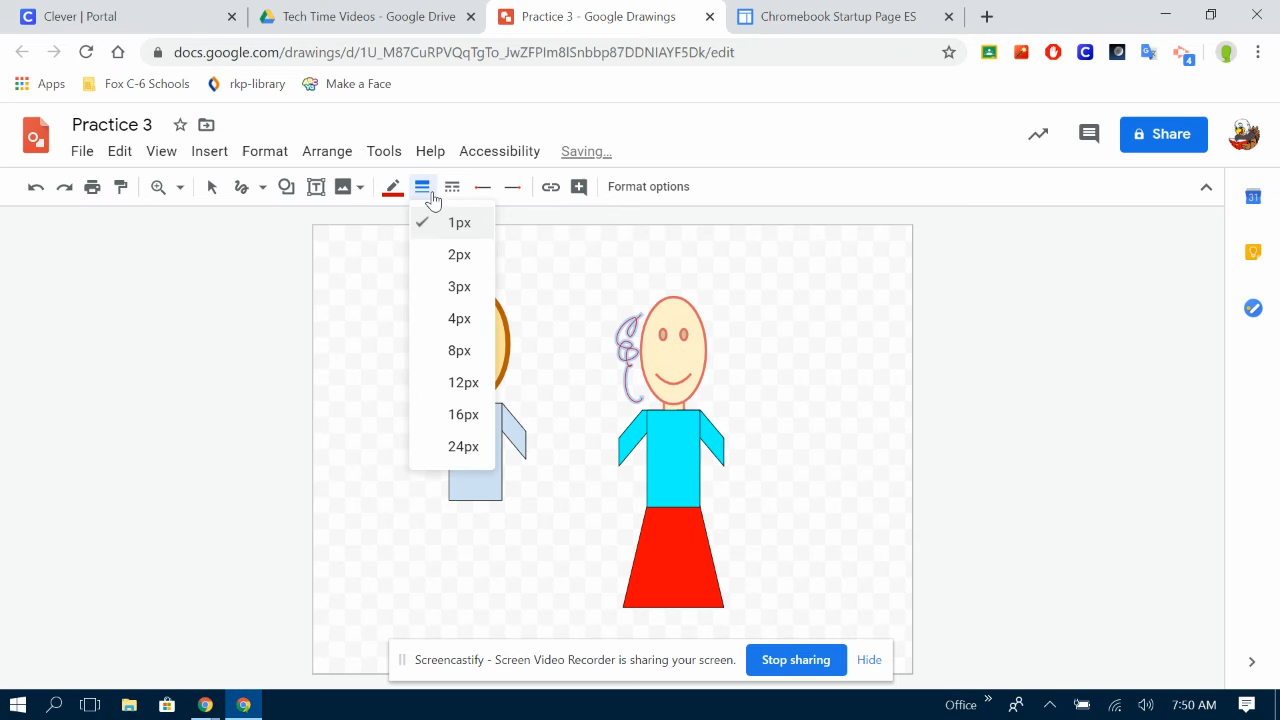 Clever | Portal
Tech Time Videos - Google Drive
Practice 3 - Google Drawings
Chromebook Startup Page ES
docs.google.com/drawings/d/1U_M87CuRPVQqTgTo_JwZFPlm8lSnbbp87DDNIAYF5Dk/edit
4
Apps
Fox C-6 Schools
rkp-library
Make a Face
Practice 3
File Edit View Insert Format Arrange Tools Help Accessibility Saving...
Share
Format options
31
1px
2px
3px
4px
8px
12px
16px
24px
Screencastify - Screen Video Recorder is sharing your screen.
Stop sharing
Hide
Office
7:50 AM